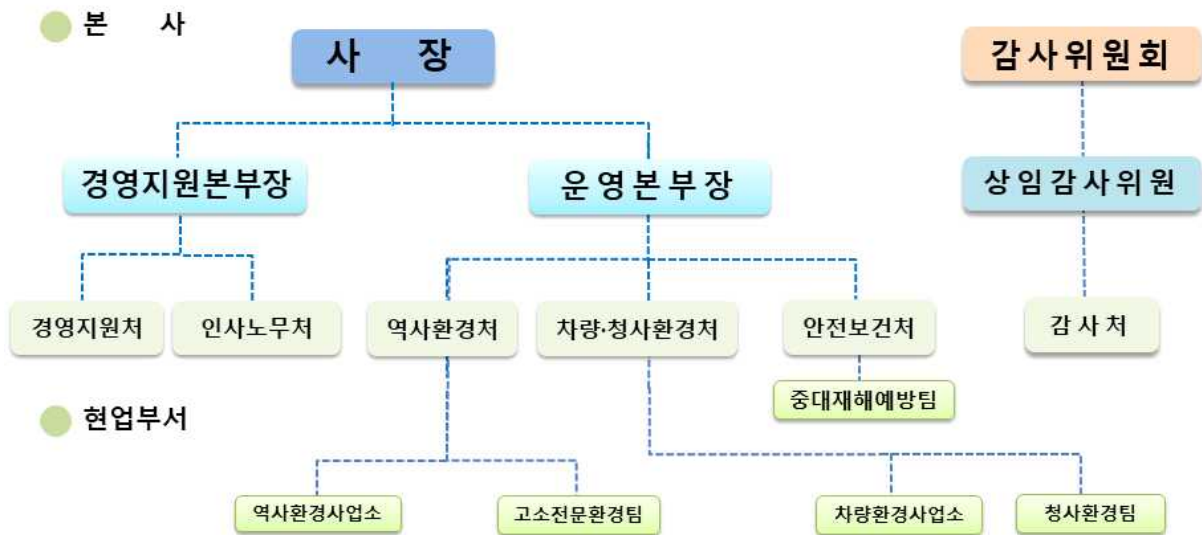 본 사
사 장
감사위원회
경영지원본부장
운영본부장
상임감사위원
경영지원처
인사노무처
역사환경처
차량·청사환경처
안전보건처
감사처
중대재해예방팀
현업부서
역사환경사업소
고소전문환경팀
차량환경사업소
청사환경팀